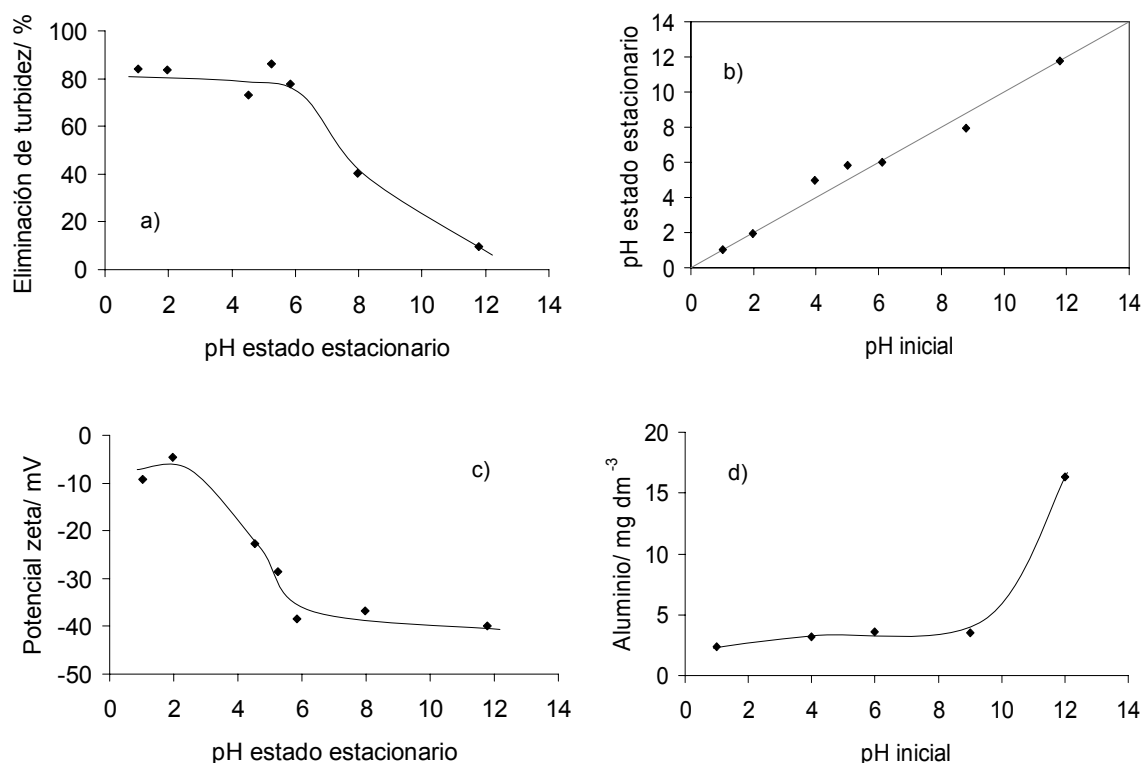 Eliminación de turbidez/ %
100
80
60
40
20
0
a)
0 2 4 6 8 10 12 14
pH estado estacionario
pH estado estacionario
14
12
10
8
6
4
2
0
b)
0 2 4 6 8 10 12 14
pH inicial
Potencial zeta/ mV
0
-10
-20
-30
-40
-50
c)
0 2 4 6 8 10 12 14
pH estado estacionario
Aluminio/ mg dm⁻³
20
15
10
5
0
d)
0 2 4 6 8 10 12 14
pH inicial